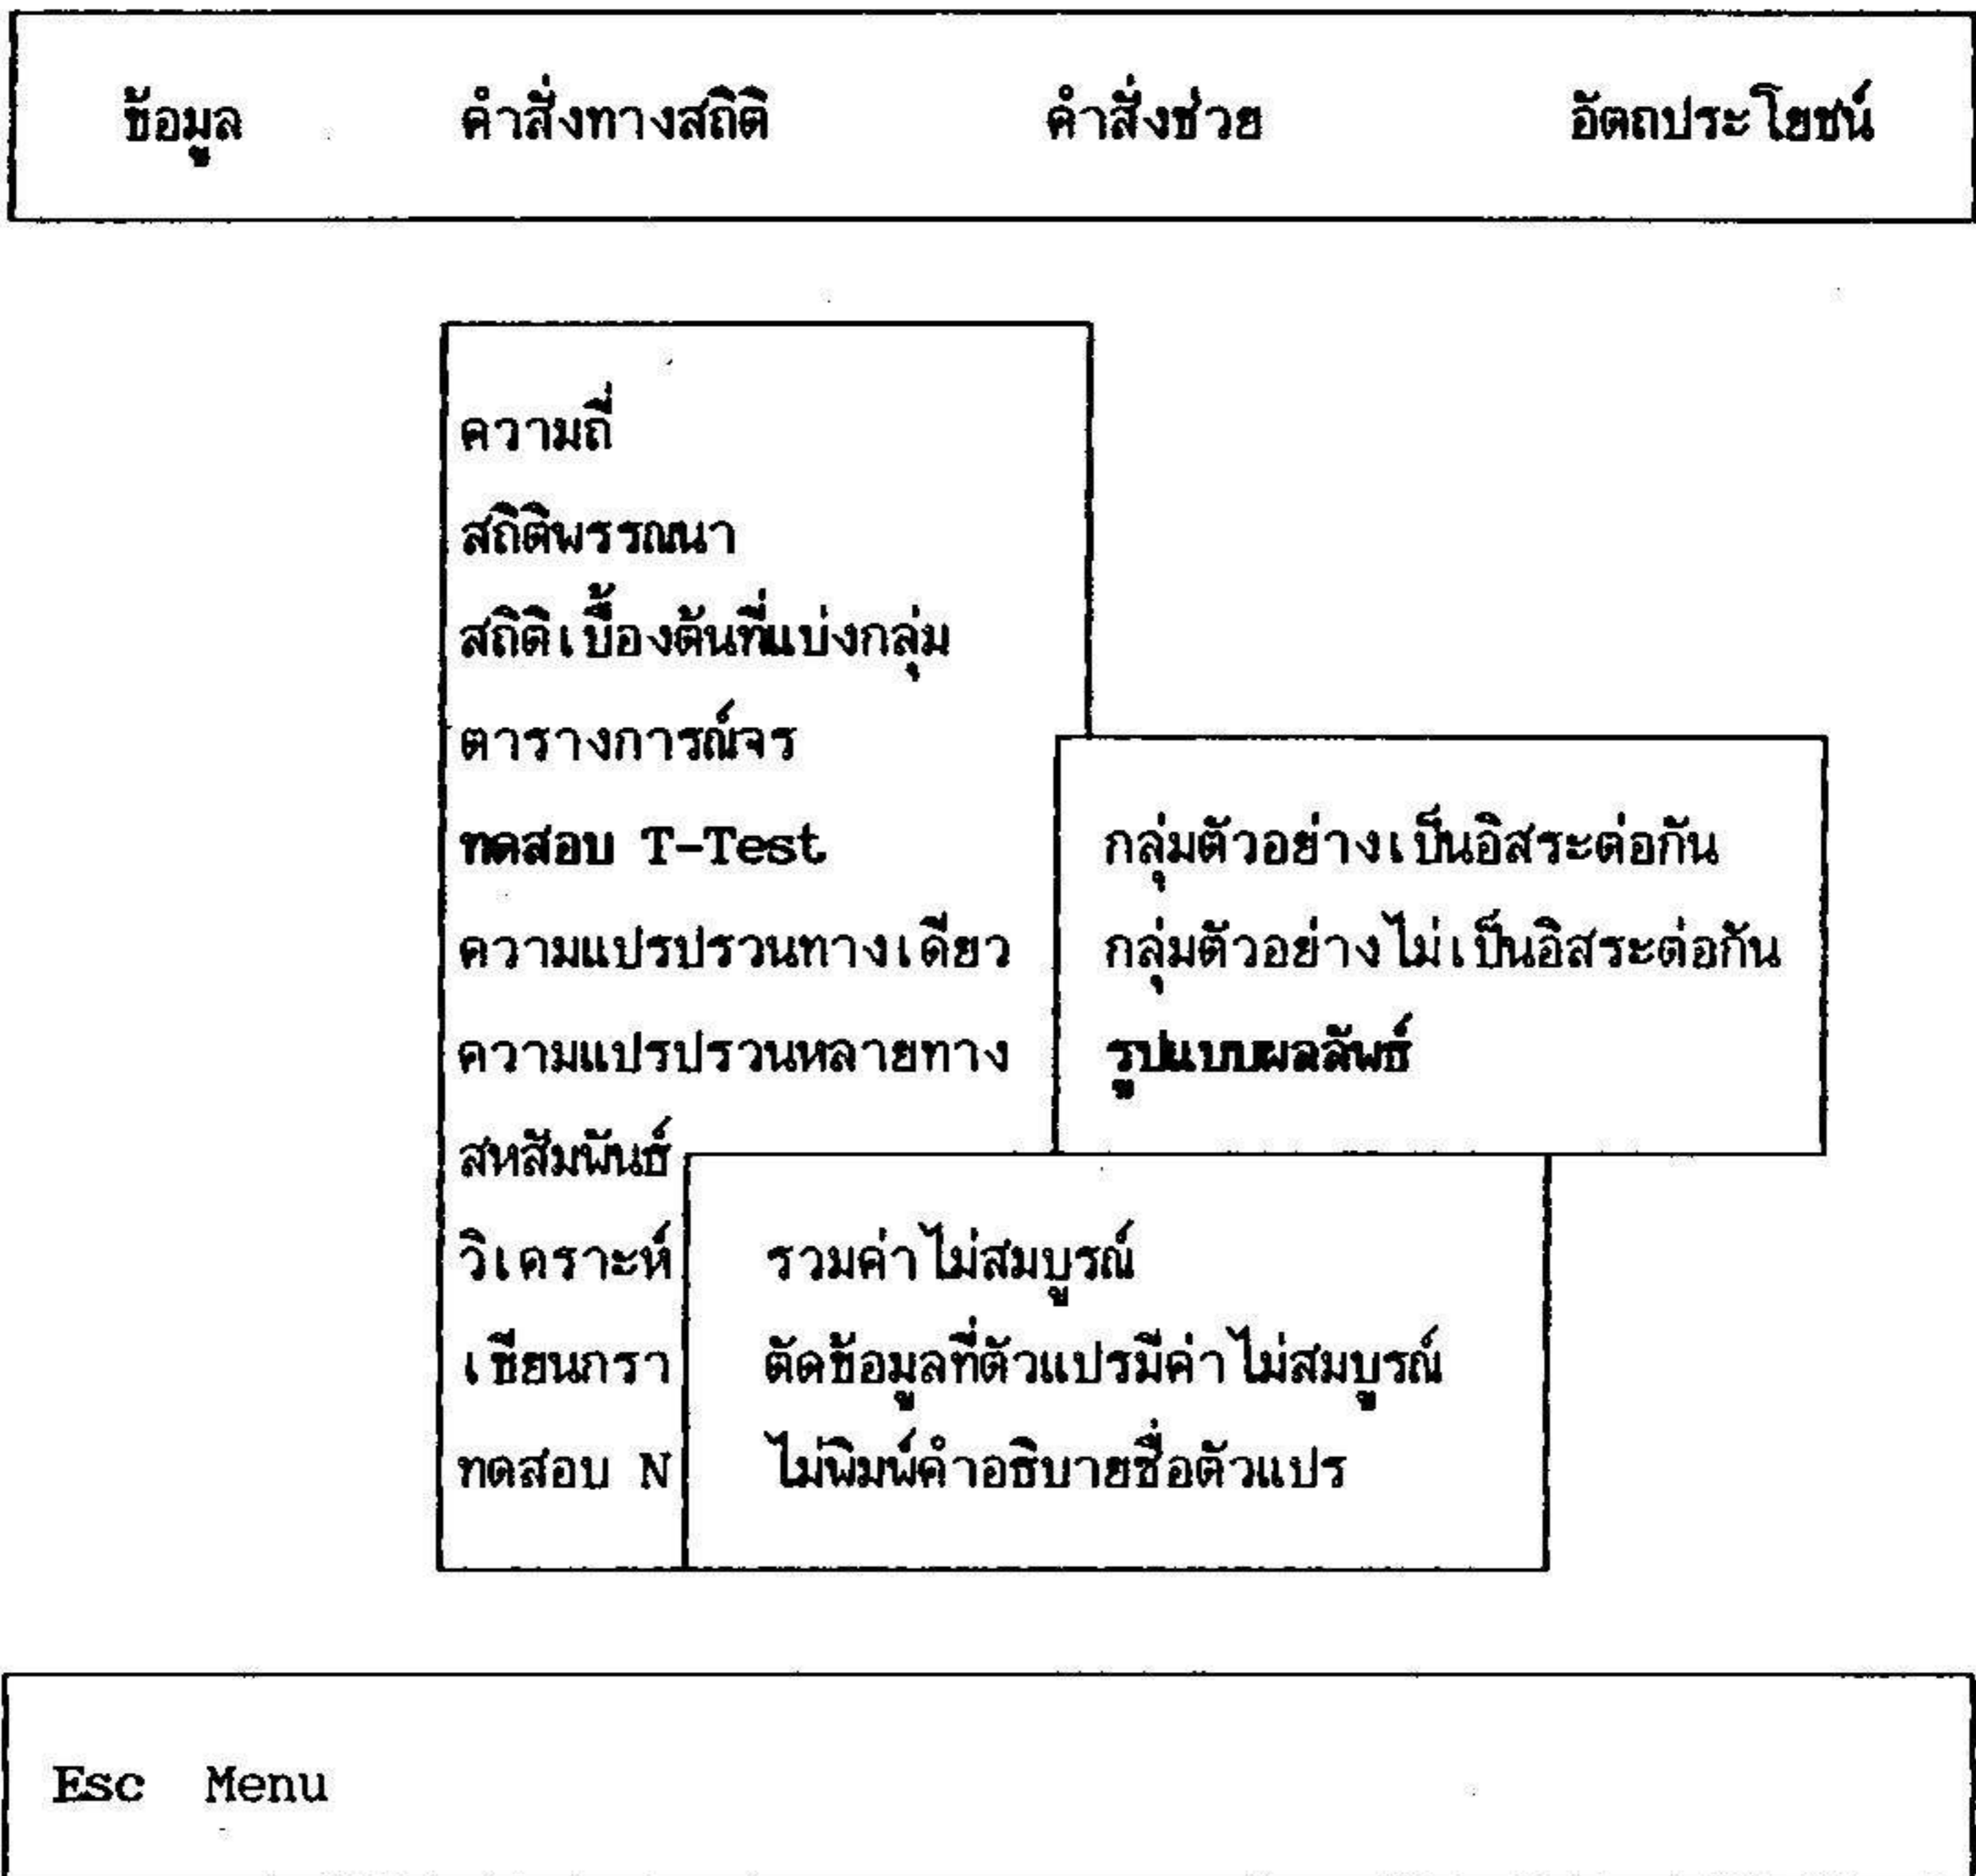 ข้อมูล คำสั่งทางสถิติ คำสั่งช่วย อัตถประโยชน์
ความถี่
สถิติพรรณนา
สถิติเบื้องต้นที่แบ่งกลุ่ม
ตารางการณ์จร
ทดสอบ T-Test กลุ่มตัวอย่างเป็นอิสระต่อกัน
ความแปรปรวนทางเดียว กลุ่มตัวอย่างไม่เป็นอิสระต่อกัน
ความแปรปรวนหลายทาง รูปแบบผลลัพธ์
สหสัมพันธ์
วิเคราะห์ รวมค่าไม่สมบูรณ์
เขียนกรา ตัดข้อมูลที่ตัวแปรมีค่าไม่สมบูรณ์
ทดสอบ N ไม่พิมพ์คำอธิบายชื่อตัวแปร
Esc Menu